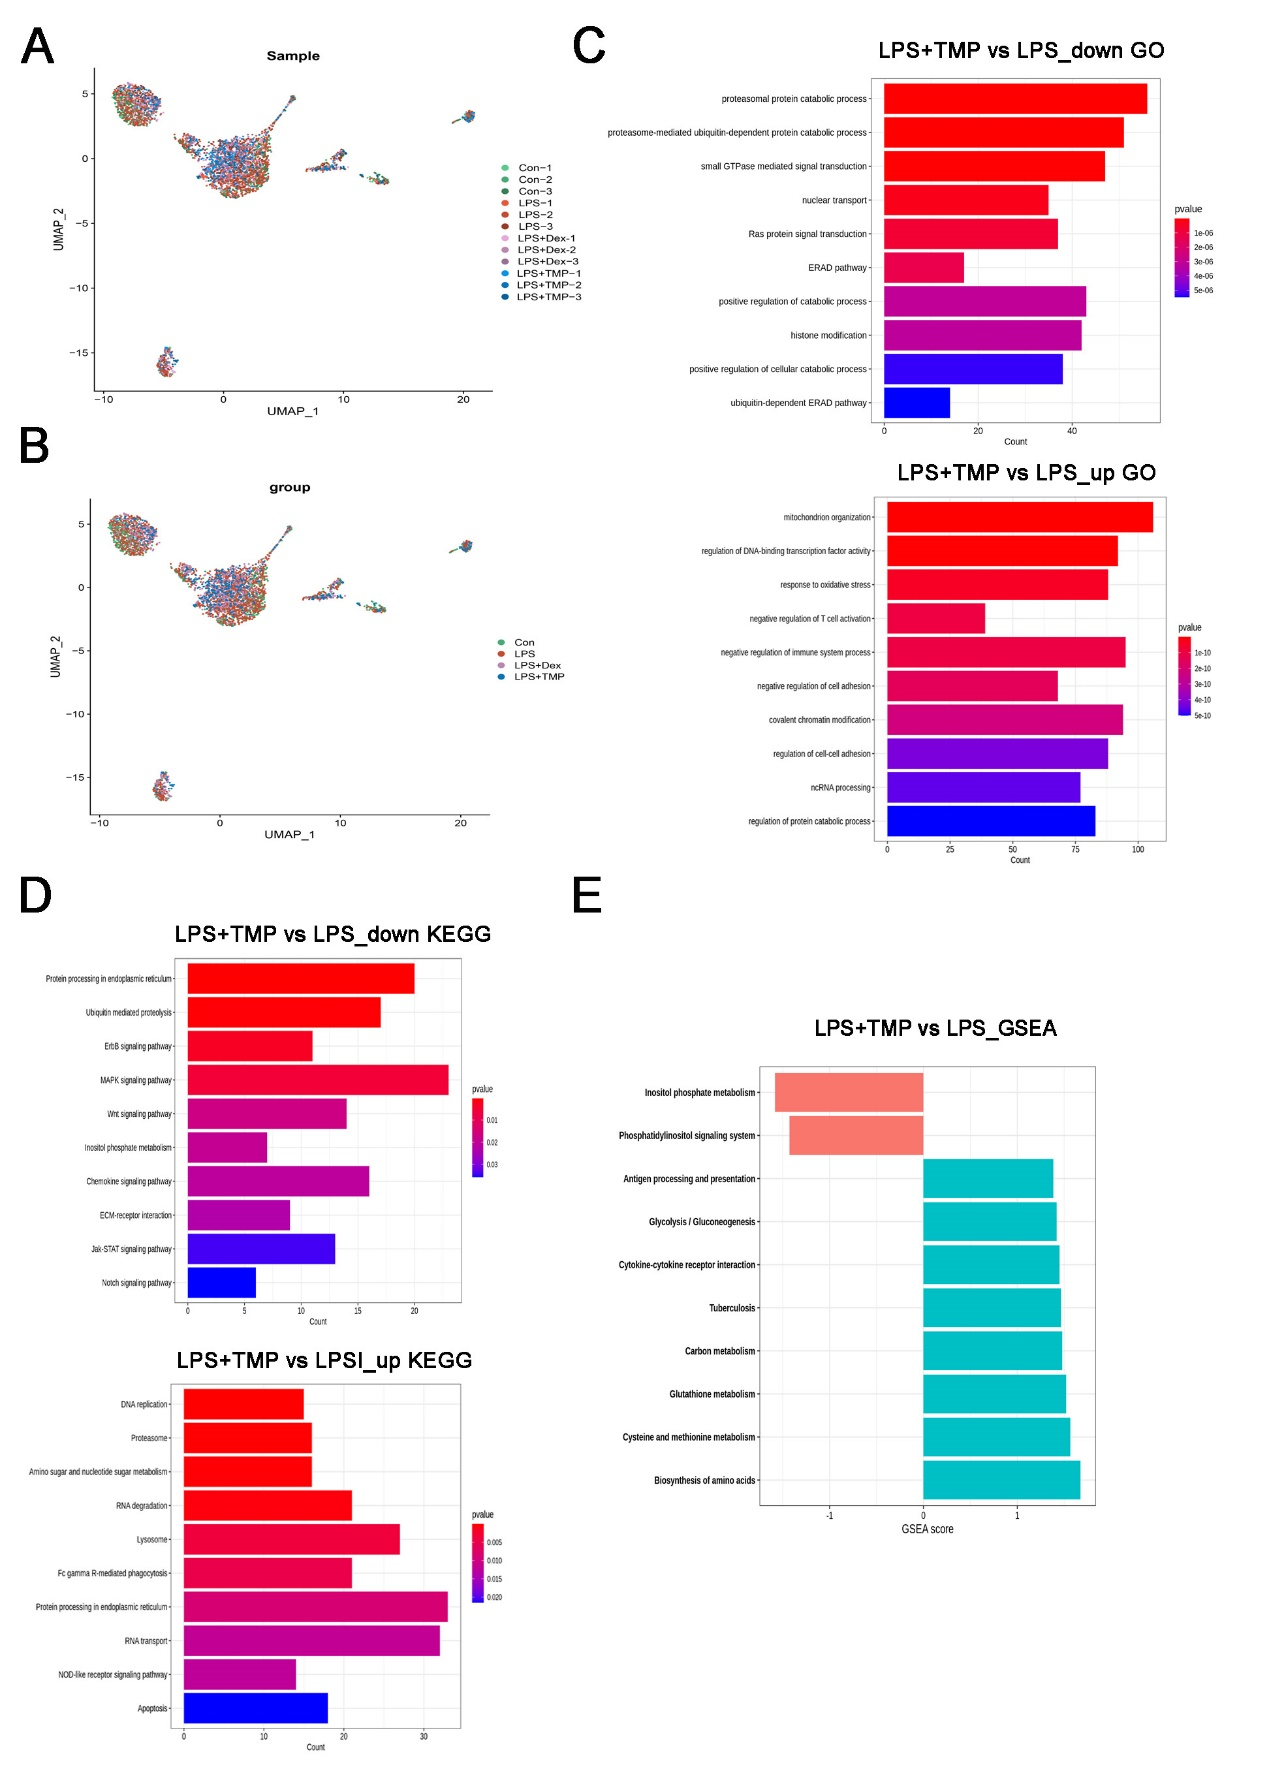 A
Sample
5
0
−5
−10
−15
UMAP_2
−10 0 10 20
UMAP_1
Con−1
Con−2
Con−3
LPS−1
LPS−2
LPS−3
LPS+Dex−1
LPS+Dex−2
LPS+Dex−3
LPS+TMP−1
LPS+TMP−2
LPS+TMP−3
B
group
5
0
−5
−10
−15
UMAP_2
−10 0 10 20
UMAP_1
Con
LPS
LPS+Dex
LPS+TMP
C
LPS+TMP vs LPS_down GO
proteasomal protein catabolic process
proteasome-mediated ubiquitin-dependent protein catabolic process
small GTPase mediated signal transduction
nuclear transport
Ras protein signal transduction
ERAD pathway
positive regulation of catabolic process
histone modification
positive regulation of cellular catabolic process
ubiquitin-dependent ERAD pathway
0 20 40
Count
pvalue
1e-06
2e-06
3e-06
4e-06
5e-06
LPS+TMP vs LPS_up GO
mitochondrion organization
regulation of DNA-binding transcription factor activity
response to oxidative stress
negative regulation of T cell activation
negative regulation of immune system process
negative regulation of cell adhesion
covalent chromatin modification
regulation of cell-cell adhesion
ncRNA processing
regulation of protein catabolic process
0 25 50 75 100
Count
pvalue
1e-10
2e-10
3e-10
4e-10
5e-10
D
LPS+TMP vs LPS_down KEGG
Protein processing in endoplasmic reticulum
Ubiquitin mediated proteolysis
ErbB signaling pathway
MAPK signaling pathway
Wnt signaling pathway
Inositol phosphate metabolism
Chemokine signaling pathway
ECM-receptor interaction
Jak-STAT signaling pathway
Notch signaling pathway
0 5 10 15 20
Count
pvalue
0.01
0.02
0.03
LPS+TMP vs LPSI_up KEGG
DNA replication
Proteasome
Amino sugar and nucleotide sugar metabolism
RNA degradation
Lysosome
Fc gamma R-mediated phagocytosis
Protein processing in endoplasmic reticulum
RNA transport
NOD-like receptor signaling pathway
Apoptosis
0 10 20 30
Count
pvalue
0.005
0.010
0.015
0.020
E
LPS+TMP vs LPS_GSEA
Inositol phosphate metabolism
Phosphatidylinositol signaling system
Antigen processing and presentation
Glycolysis / Gluconeogenesis
Cytokine-cytokine receptor interaction
Tuberculosis
Carbon metabolism
Glutathione metabolism
Cysteine and methionine metabolism
Biosynthesis of amino acids
-1 0 1
GSEA score